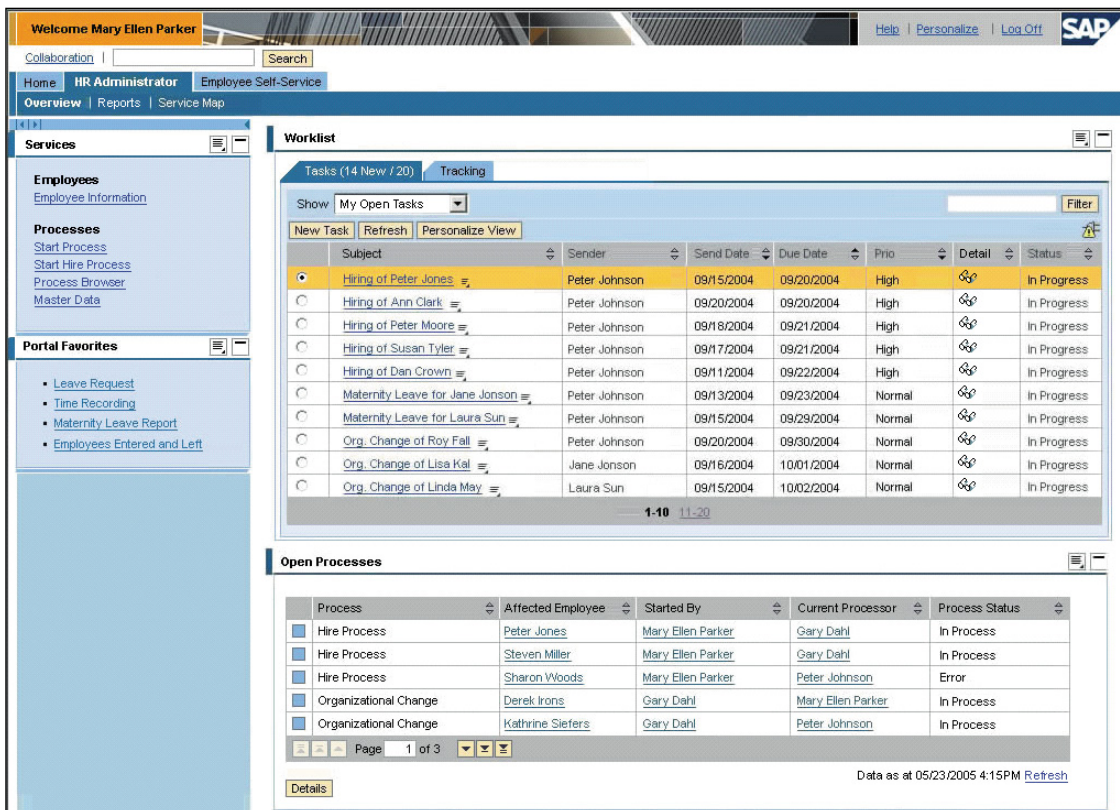 Welcome Mary Ellen Parker
Help | Personalize | Log Off
SAP
Collaboration |
Search
Home HR Administrator Employee Self-Service
Overview | Reports | Service Map
Services
Employees
Employee Information
Processes
Start Process
Start Hire Process
Process Browser
Master Data
Portal Favorites
Leave Request
Time Recording
Maternity Leave Report
Employees Entered and Left
Worklist
Tasks (14 New / 20) Tracking
Show My Open Tasks Filter
New Task Refresh Personalize View
Subject Sender Send Date Due Date Prio Detail Status
Hiring of Peter Jones Peter Johnson 09/15/2004 09/20/2004 High In Progress
Hiring of Ann Clark Peter Johnson 09/20/2004 09/20/2004 High In Progress
Hiring of Peter Moore Peter Johnson 09/18/2004 09/21/2004 High In Progress
Hiring of Susan Tyler Peter Johnson 09/17/2004 09/21/2004 High In Progress
Hiring of Dan Crown Peter Johnson 09/11/2004 09/22/2004 High In Progress
Maternity Leave for Jane Jonson Peter Johnson 09/13/2004 09/23/2004 Normal In Progress
Maternity Leave for Laura Sun Peter Johnson 09/15/2004 09/29/2004 Normal In Progress
Org. Change of Roy Fall Peter Johnson 09/20/2004 09/30/2004 Normal In Progress
Org. Change of Lisa Kal Jane Jonson 09/16/2004 10/01/2004 Normal In Progress
Org. Change of Linda May Laura Sun 09/15/2004 10/02/2004 Normal In Progress
1-10 11-20
Open Processes
Process Affected Employee Started By Current Processor Process Status
Hire Process Peter Jones Mary Ellen Parker Gary Dahl In Process
Hire Process Steven Miller Mary Ellen Parker Gary Dahl In Process
Hire Process Sharon Woods Mary Ellen Parker Peter Johnson Error
Organizational Change Derek Irons Gary Dahl Mary Ellen Parker In Process
Organizational Change Kathrine Siefers Gary Dahl Peter Johnson In Process
Page 1 of 3
Data as at 05/23/2005 4:15PM Refresh
Details